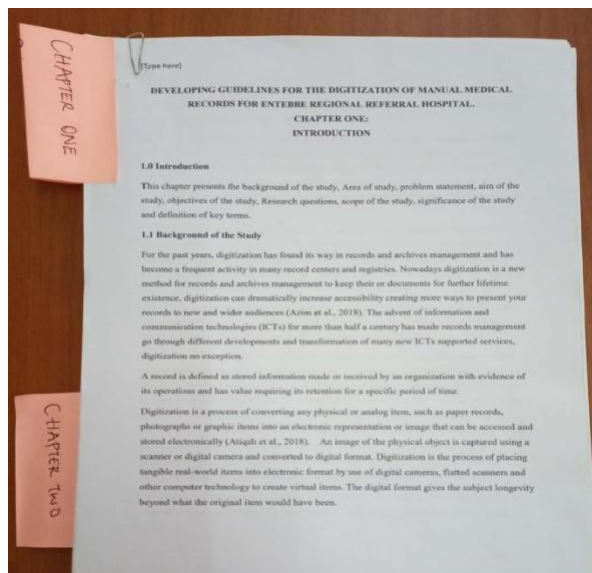 CHAPTER ONE
[Type here]
DEVELOPING GUIDELINES FOR THE DIGITIZATION OF MANUAL MEDICAL
RECORDS FOR ENTEBBE REGIONAL REFERRAL HOSPITAL.
CHAPTER ONE:
INTRODUCTION
1.0 Introduction
This chapter presents the background of the study, Area of study, problem statement, aim of the
study, objectives of the study, Research questions, scope of the study, significance of the study
and definition of key terms.
1.1 Background of the Study
For the past years, digitization has found its way in records and archives management and has
become a frequent activity in many record centers and registries. Nowadays digitization is a new
method for records and archives management to keep their or documents for further lifetime
existence, digitization can dramatically increase accessibility creating more ways to present your
records to new and wider audiences (Azim et al., 2018). The advent of information and
communication technologies (ICTs) for more than half a century has made records management
go through different developments and transformation of many new ICTs supported services,
digitization no exception.
A record is defined as stored information made or received by an organization with evidence of
its operations and has value requiring its retention for a specific period of time.
Digitization is a process of converting any physical or analog item, such as paper records,
photographs or graphic items into an electronic representation or image that can be accessed and
stored electronically (Atiqah et al., 2018). An image of the physical object is captured using a
scanner or digital camera and converted to digital format. Digitization is the process of placing
tangible real-world items into electronic format by use of digital cameras, flatted scanners and
other computer technology to create virtual items. The digital format gives the subject longevity
beyond what the original item would have been.
CHAPTER TWO